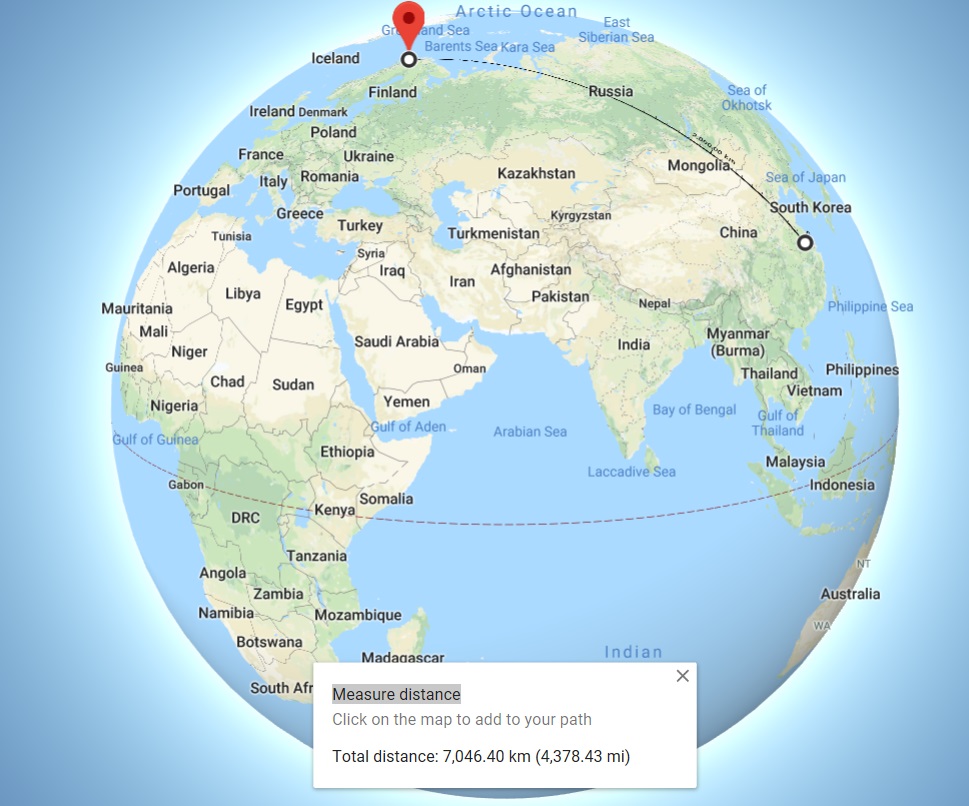 Arctic Ocean
East
Siberian Sea
Barents Sea
Kara Sea
Iceland
Finland
Russia
Sea of
Okhotsk
Ireland
Denmark
Poland
France
Ukraine
Mongolia
Italy
Romania
Kazakhstan
Sea of Japan
Portugal
Greece
Kyrgyzstan
South Korea
Tunisia
Turkey
Turkmenistan
China
Syria
Algeria
Iraq
Iran
Afghanistan
Libya
Egypt
Pakistan
Nepal
Mauritania
Philippine Sea
Mali
Saudi Arabia
India
Myanmar
(Burma)
Niger
Guinea
Chad
Sudan
Oman
Thailand
Philippines
Vietnam
Nigeria
Yemen
Bay of Bengal
Gulf of
Thailand
Gulf of Guinea
Gulf of Aden
Arabian Sea
Ethiopia
Laccadive Sea
Malaysia
Gabon
Somalia
Indonesia
DRC
Kenya
Tanzania
NT
Angola
Zambia
Australia
Namibia
Mozambique
WA
Botswana
Madagascar
Indian
South Afr
Measure distance
Click on the map to add to your path
Total distance: 7,046.40 km (4,378.43 mi)